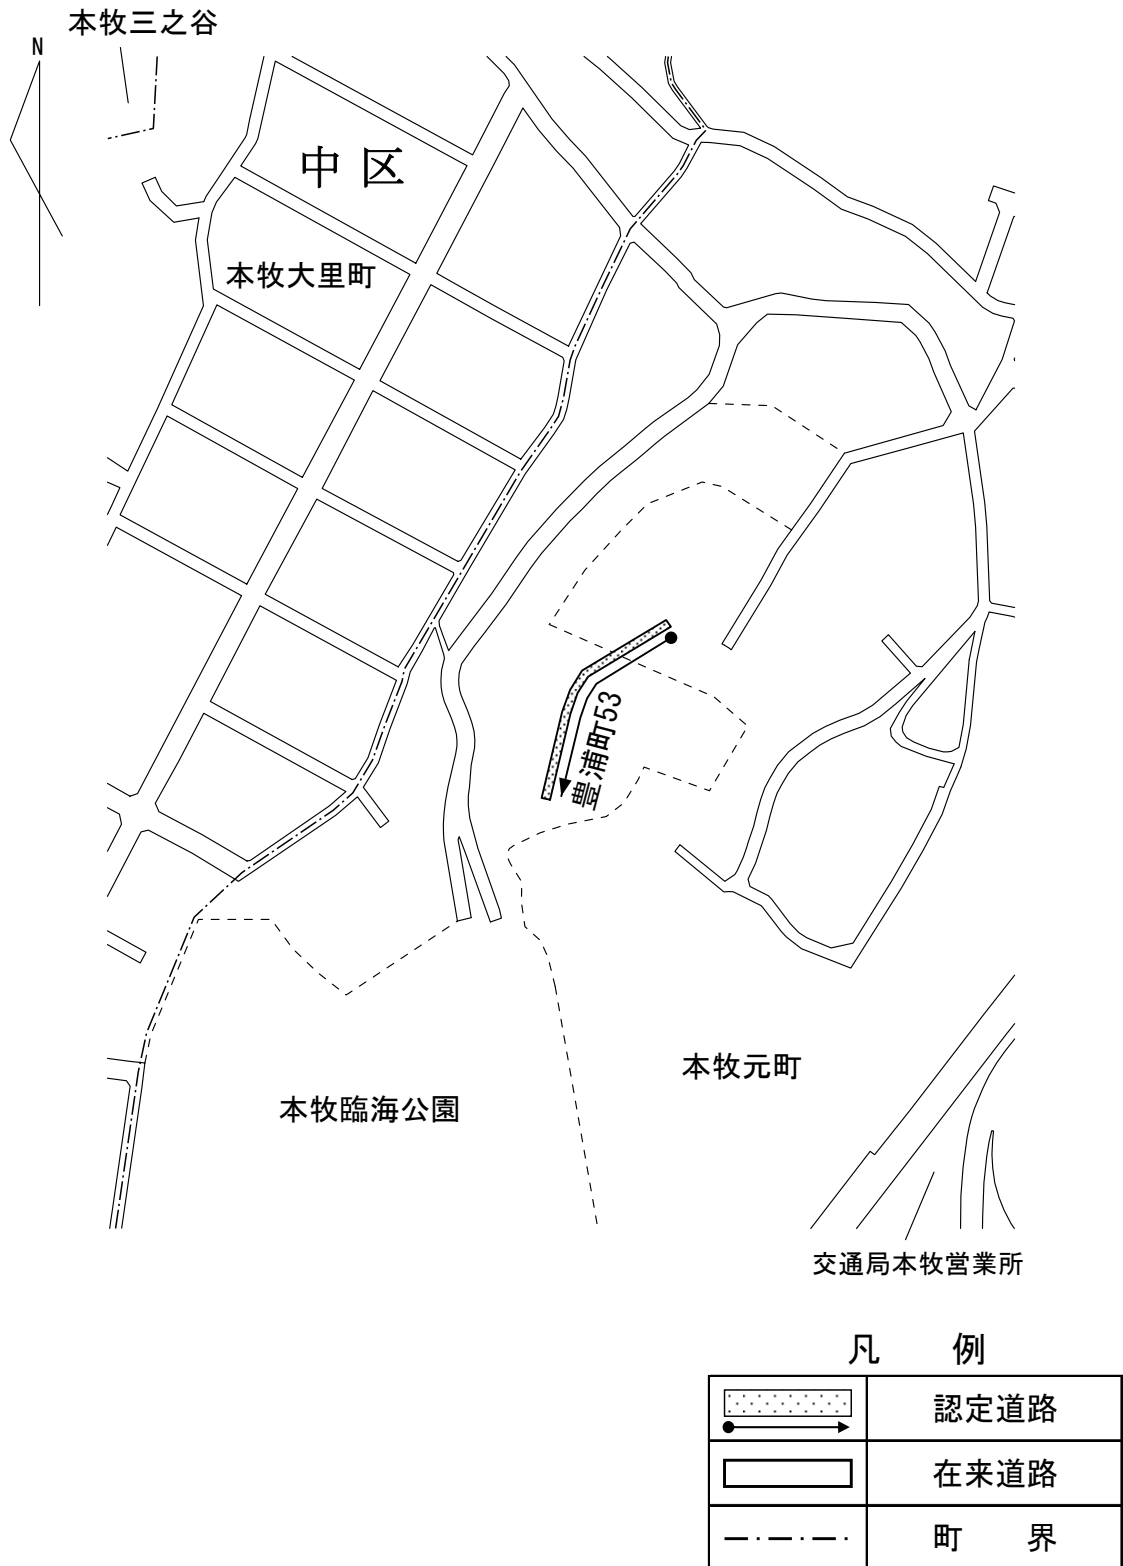 本牧三之谷
N
中区
本牧大里町
豊浦町53
本牧元町
本牧臨海公園
交通局本牧営業所
凡 例
認定道路
在来道路
町 界